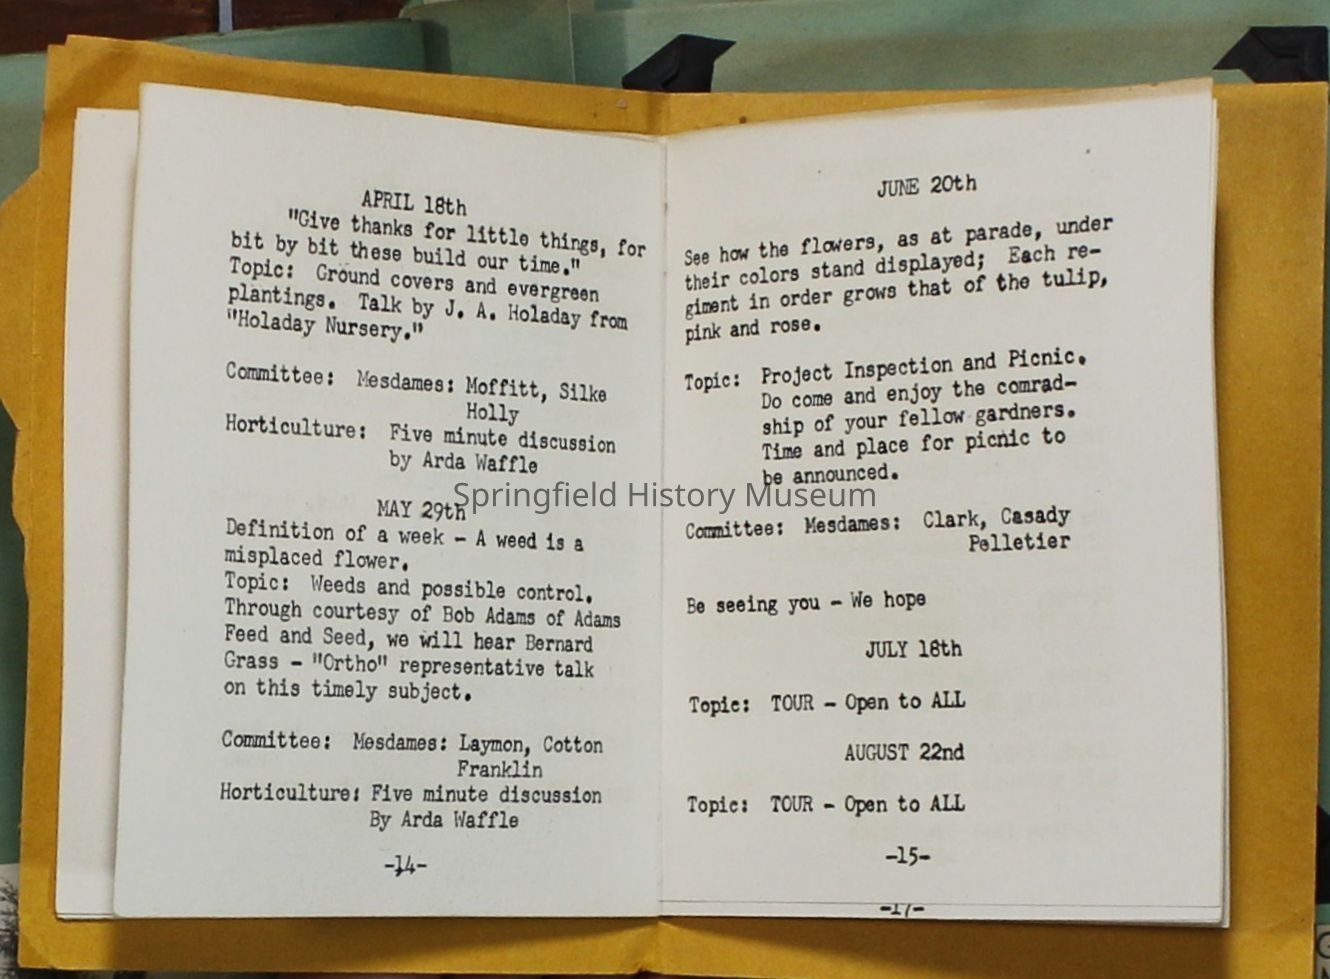 APRIL 18th
"Give thanks for little things, for
bit by bit these build our time."
Topic: Ground covers and evergreen
plantings. Talk by J. A. Holaday from
"Holaday Nursery."
Committee: Mesdames: Moffitt, Silke
Holly
Horticulture: Five minute discussion
by Arda Waffle
MAY 29th
Definition of a week - A weed is a
misplaced flower.
Topic: Weeds and possible control.
Through courtesy of Bob Adams of Adams
Feed and Seed, we will hear Bernard
Grass - "Ortho" representative talk
on this timely subject.
Committee: Mesdames: Laymon, Cotton
Franklin
Horticulture: Five minute discussion
By Arda Waffle
-14-
JUNE 20th
See how the flowers, as at parade, under
their colors stand displayed; Each re-
giment in order grows that of the tulip,
pink and rose.
Topic: Project Inspection and Picnic.
Do come and enjoy the comrad-
ship of your fellow gardners.
Time and place for picnic to
be announced.
Committee: Mesdames: Clark, Casady
Pelletier
Be seeing you - We hope
JULY 18th
Topic: TOUR - Open to ALL
AUGUST 22nd
Topic: TOUR - Open to ALL
-15-
-17-
Springfield History Museum